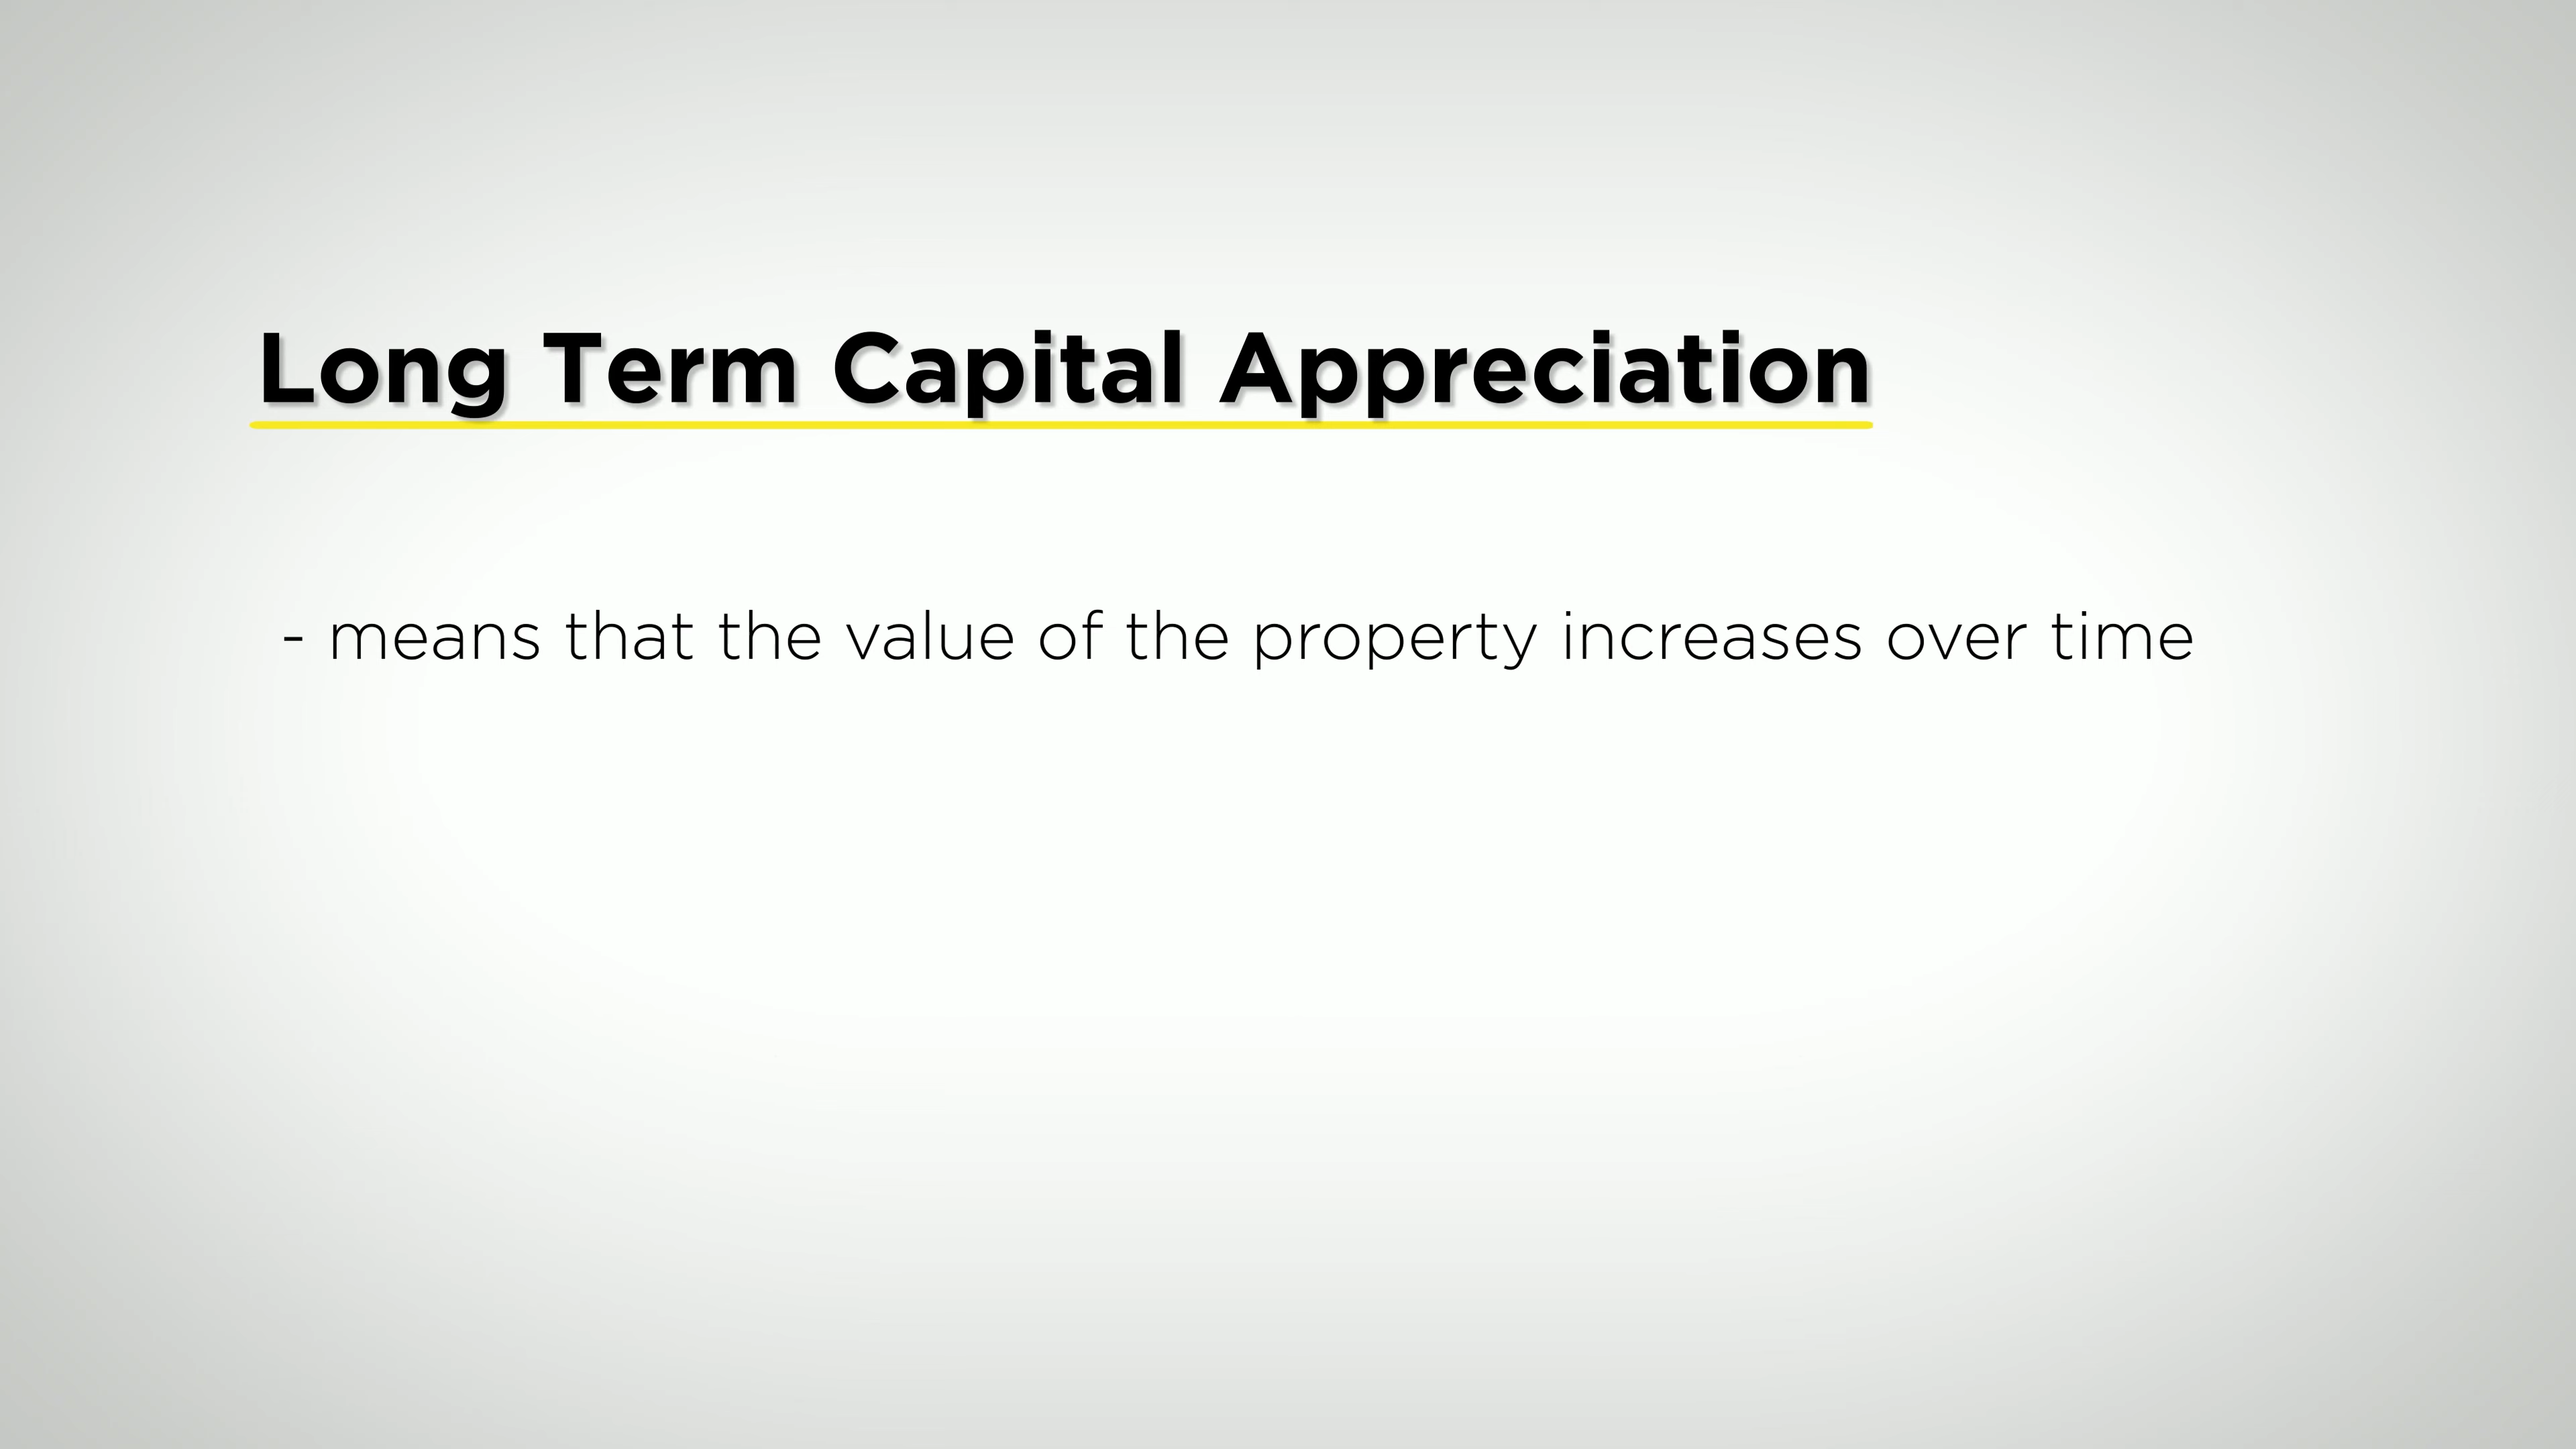 Long Term Capital Appreciation
- means that the value of the property increases over time